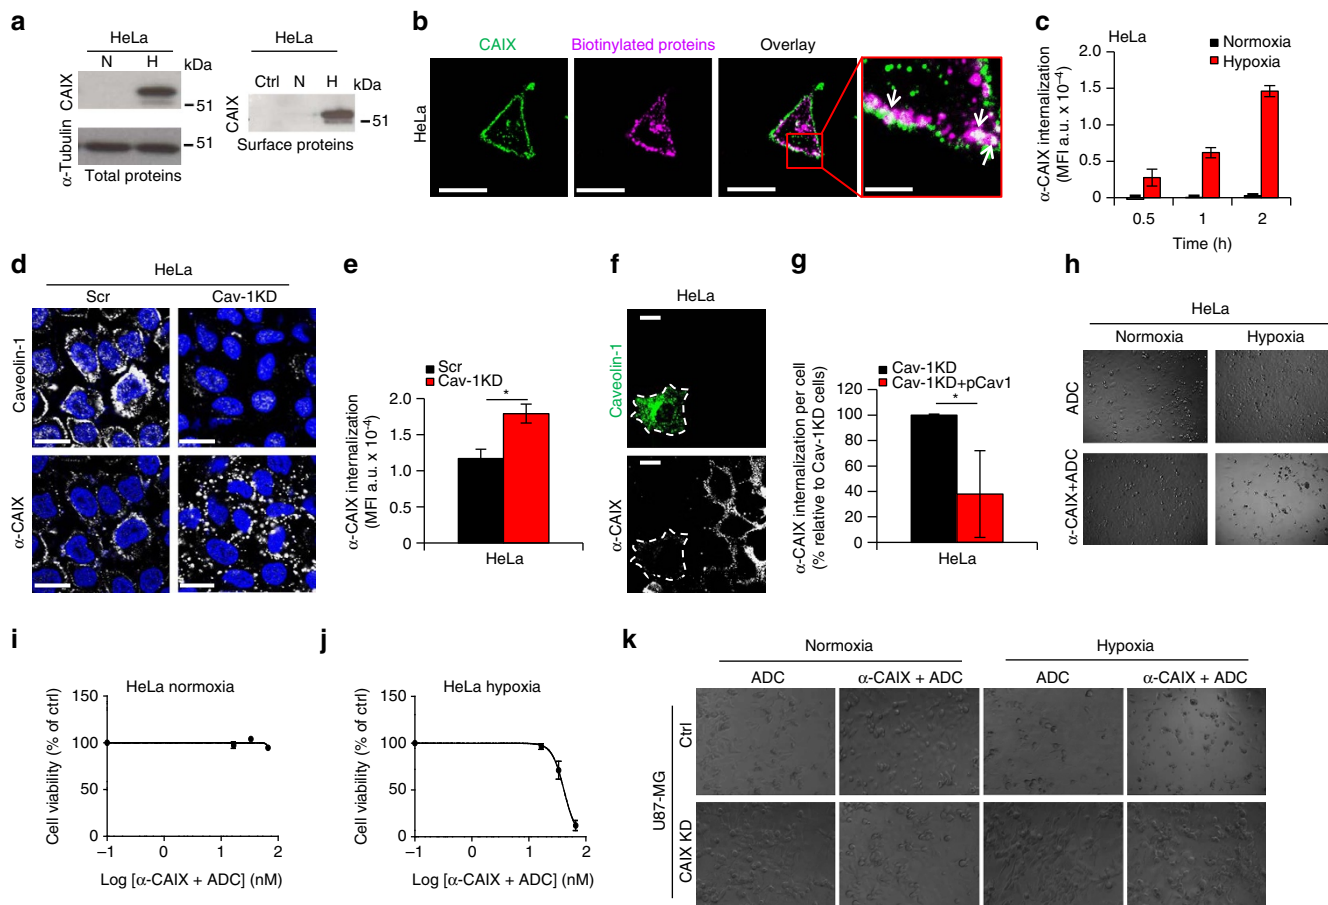 a
HeLa
N H
kDa
CAIX
51
α-Tubulin
51
Total proteins
HeLa
Ctrl N H kDa
CAIX
51
Surface proteins
b
CAIX
Biotinylated proteins
Overlay
HeLa
c
HeLa
Normoxia
Hypoxia
α-CAIX internalization
(MFI a.u. x 10⁻⁴)
2.0
1.5
1.0
0.5
0
0.5 1 2
Time (h)
d
HeLa
Scr Cav-1KD
Caveolin-1
α-CAIX
e
Scr
Cav-1KD
*
α-CAIX internalization
(MFI a.u. x 10⁻⁴)
2.0
1.5
1.0
0.5
0
HeLa
f
HeLa
Caveolin-1
α-CAIX
g
Cav-1KD
Cav-1KD+pCav1
*
α-CAIX internalization per cell
(% relative to Cav-1KD cells)
120
100
80
60
40
20
0
HeLa
h
HeLa
Normoxia Hypoxia
ADC
α-CAIX+ADC
i
HeLa normoxia
Cell viability (% of ctrl)
150
100
50
0
–1 0 1 2
Log [α-CAIX + ADC] (nM)
j
HeLa hypoxia
Cell viability (% of ctrl)
150
100
50
0
–1 0 1 2
Log [α-CAIX + ADC] (nM)
k
Normoxia Hypoxia
ADC α-CAIX + ADC ADC α-CAIX + ADC
U87-MG
Ctrl
CAIX KD